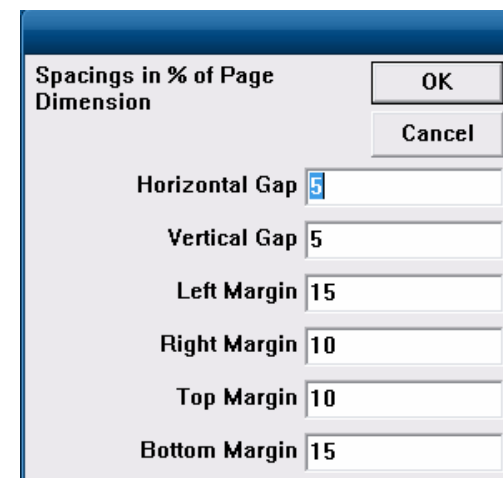 Spacings in % of Page
Dimension
OK
Cancel
Horizontal Gap 5
Vertical Gap 5
Left Margin 15
Right Margin 10
Top Margin 10
Bottom Margin 15